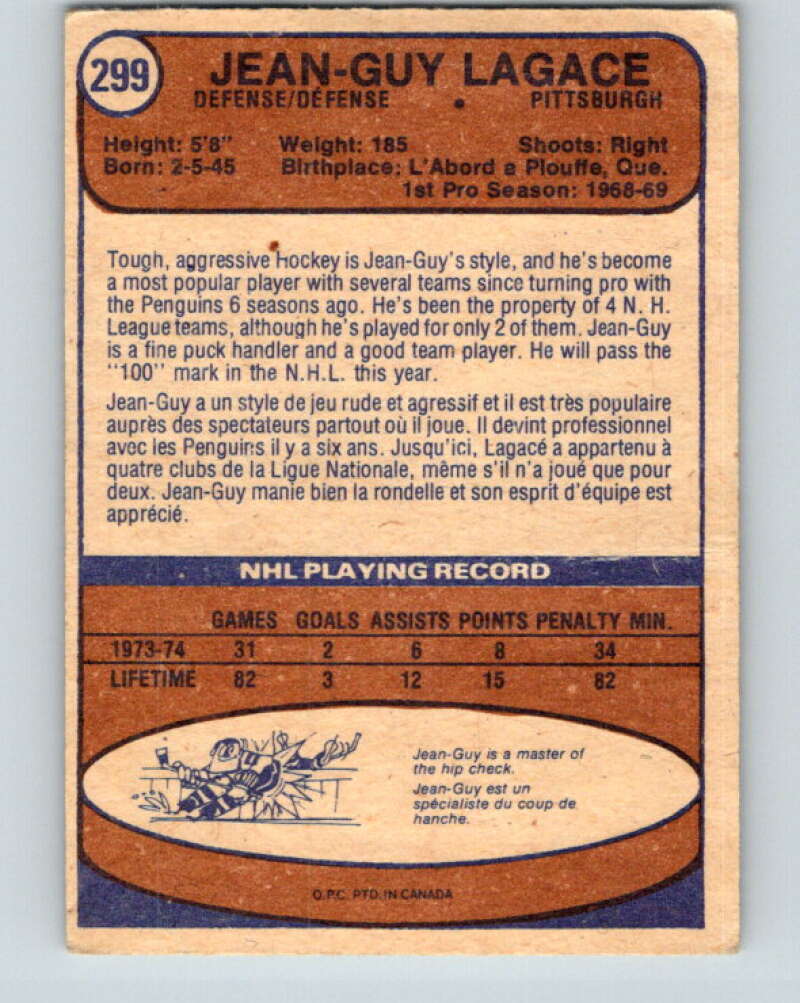 299
JEAN-GUY LAGACE
DEFENSE/DÉFENSE • PITTSBURGH
Height: 5'8" Weight: 185 Shoots: Right
Born: 2-5-45 Birthplace: L'Abord a Plouffe, Que.
1st Pro Season: 1968-69
Tough, aggressive hockey is Jean-Guy's style, and he's become
a most popular player with several teams since turning pro with
the Penguins 6 seasons ago. He's been the property of 4 N. H.
League teams, although he's played for only 2 of them. Jean-Guy
is a fine puck handler and a good team player. He will pass the
"100" mark in the N.H.L. this year.
Jean-Guy a un style de jeu rude et agressif et il est très populaire
auprès des spectateurs partout où il joue. Il devint professionnel
avec les Penguins il y a six ans. Jusqu'ici, Lagacé a appartenu à
quatre clubs de la Ligue Nationale, même s'il n'a joué que pour
deux. Jean-Guy manie bien la rondelle et son esprit d'équipe est
apprécié.
NHL PLAYING RECORD
GAMES GOALS ASSISTS POINTS PENALTY MIN.
1973-74 31 2 6 8 34
LIFETIME 82 3 12 15 82
Jean-Guy is a master of
the hip check.
Jean-Guy est un
spécialiste du coup de
hanche.
O.P.C. PTD. IN CANADA